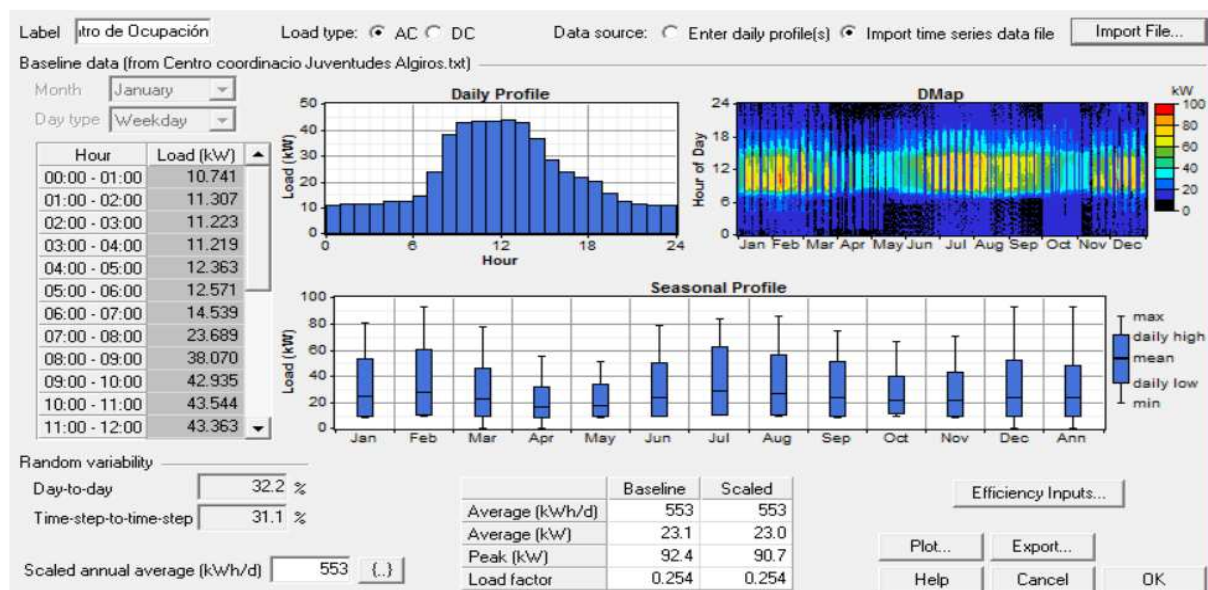 Label ntro de Ocupación Load type: AC DC Data source: Enter daily profile(s) Import time series data file Import File...
Baseline data (from Centro coordinacio Juventudes Algiros.txt)
Month January
Day type Weekday
Hour Load (kW)
00:00 - 01:00 10.741
01:00 - 02:00 11.307
02:00 - 03:00 11.223
03:00 - 04:00 11.219
04:00 - 05:00 12.363
05:00 - 06:00 12.571
06:00 - 07:00 14.539
07:00 - 08:00 23.689
08:00 - 09:00 38.070
09:00 - 10:00 42.935
10:00 - 11:00 43.544
11:00 - 12:00 43.363
Daily Profile
Load (kW)
50
40
30
20
10
0
0 6 12 18 24
Hour
DMap
Hour of Day
24
18
12
6
0
Jan Feb Mar Apr May Jun Jul Aug Sep Oct Nov Dec
kW
100
80
60
40
20
0
Seasonal Profile
Load (kW)
100
80
60
40
20
0
Jan Feb Mar Apr May Jun Jul Aug Sep Oct Nov Dec Ann
max
daily high
mean
daily low
min
Random variability
Day-to-day 32.2 %
Time-step-to-time-step 31.1 %
Scaled annual average (kWh/d) 553 {..}
Baseline Scaled
Average (kWh/d) 553 553
Average (kW) 23.1 23.0
Peak (kW) 92.4 90.7
Load factor 0.254 0.254
Efficiency Inputs...
Plot... Export...
Help Cancel OK